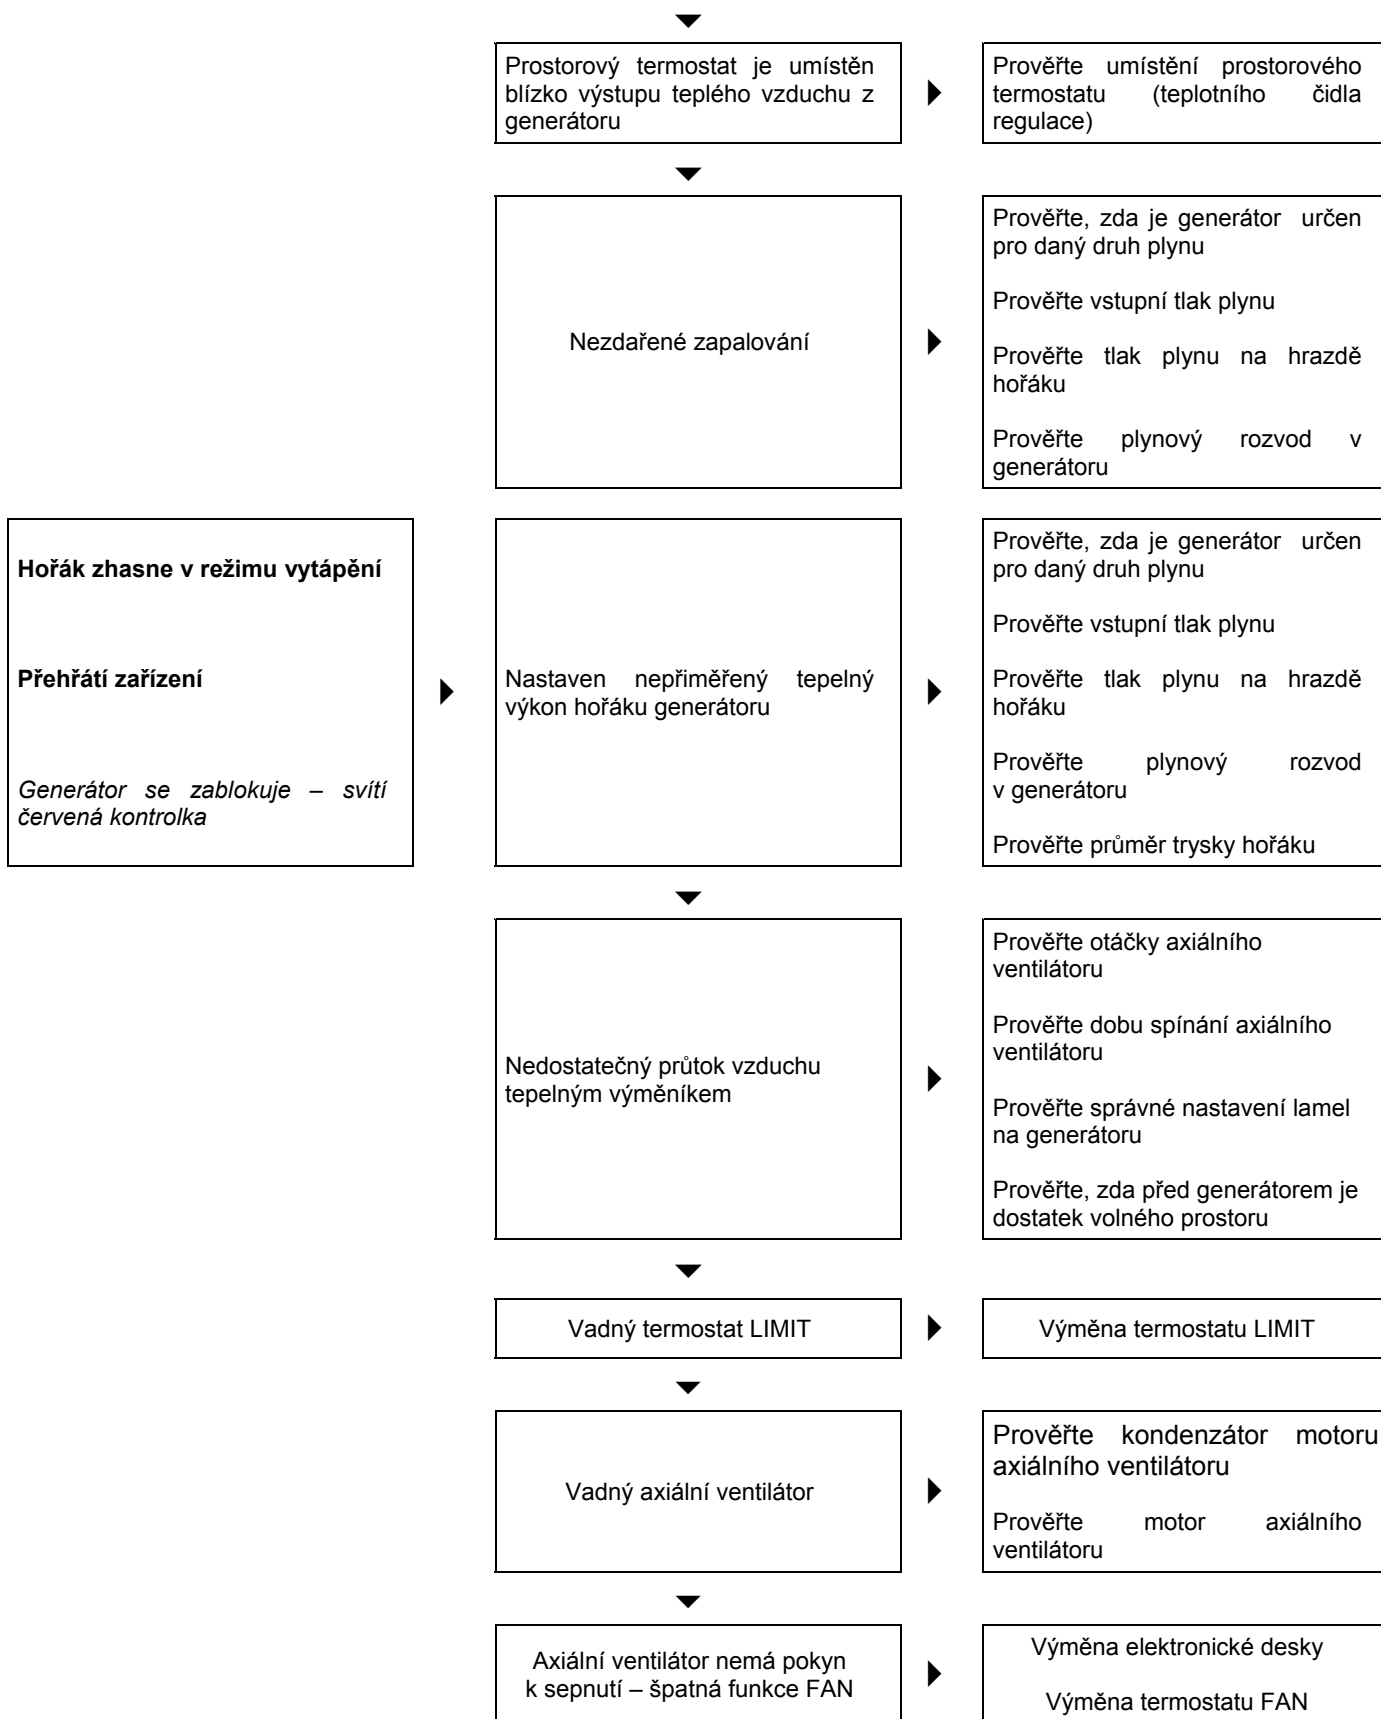 Prostorový termostat je umístěn
blízko výstupu teplého vzduchu z
generátoru
Prověřte umístění prostorového
termostatu (teplotního čidla
regulace)
Nezdařené zapalování
Prověřte, zda je generátor určen
pro daný druh plynu
Prověřte vstupní tlak plynu
Prověřte tlak plynu na hrazdě
hořáku
Prověřte plynový rozvod v
generátoru
Hořák zhasne v režimu vytápění
Přehřátí zařízení
Generátor se zablokuje – svítí
červená kontrolka
Nastaven nepřiměřený tepelný
výkon hořáku generátoru
Prověřte, zda je generátor určen
pro daný druh plynu
Prověřte vstupní tlak plynu
Prověřte tlak plynu na hrazdě
hořáku
Prověřte plynový rozvod
v generátoru
Prověřte průměr trysky hořáku
Nedostatečný průtok vzduchu
tepelným výměníkem
Prověřte otáčky axiálního
ventilátoru
Prověřte dobu spínání axiálního
ventilátoru
Prověřte správné nastavení lamel
na generátoru
Prověřte, zda před generátorem je
dostatek volného prostoru
Vadný termostat LIMIT
Výměna termostatu LIMIT
Vadný axiální ventilátor
Prověřte kondenzátor motoru
axiálního ventilátoru
Prověřte motor axiálního
ventilátoru
Axiální ventilátor nemá pokyn
k sepnutí – špatná funkce FAN
Výměna elektronické desky
Výměna termostatu FAN